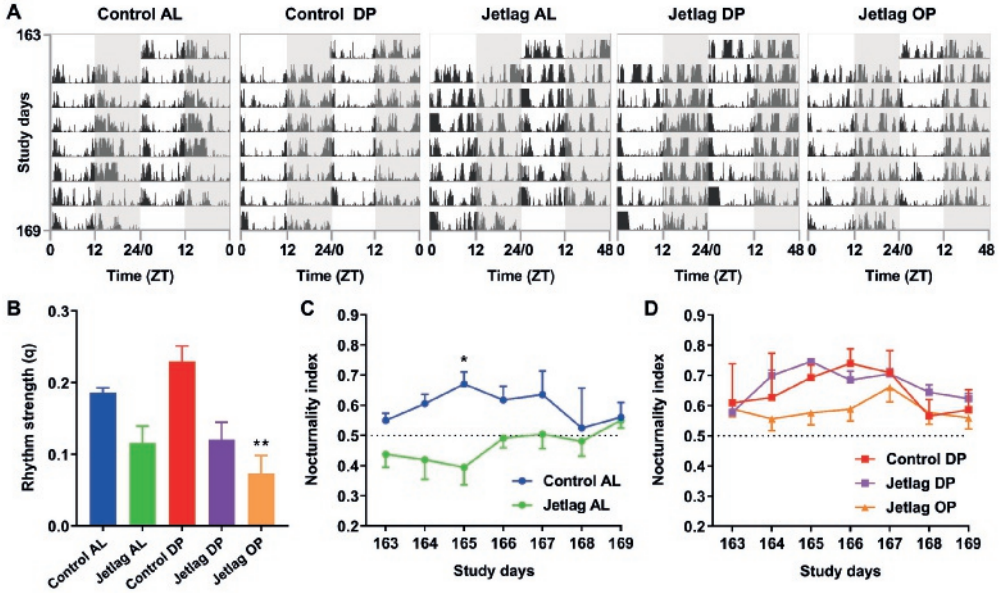 A
Control AL Control DP Jetlag AL Jetlag DP Jetlag OP
163
Study days
169
0 12 24/0 12 0 0 12 24/0 12 0 0 12 24/0 12 48 0 12 24/0 12 48 0 12 24/0 12 48
Time (ZT) Time (ZT) Time (ZT) Time (ZT) Time (ZT)
B
Rhythm strength (q)
0.3
0.2
0.1
0.0
**
Control AL Jetlag AL Control DP Jetlag DP Jetlag OP
C
Nocturnality index
0.9
0.8
0.7
0.6
0.5
0.4
0.3
0.2
*
Control AL
Jetlag AL
163 164 165 166 167 168 169
Study days
D
Nocturnality index
0.9
0.8
0.7
0.6
0.5
0.4
0.3
0.2
Control DP
Jetlag DP
Jetlag OP
163 164 165 166 167 168 169
Study days